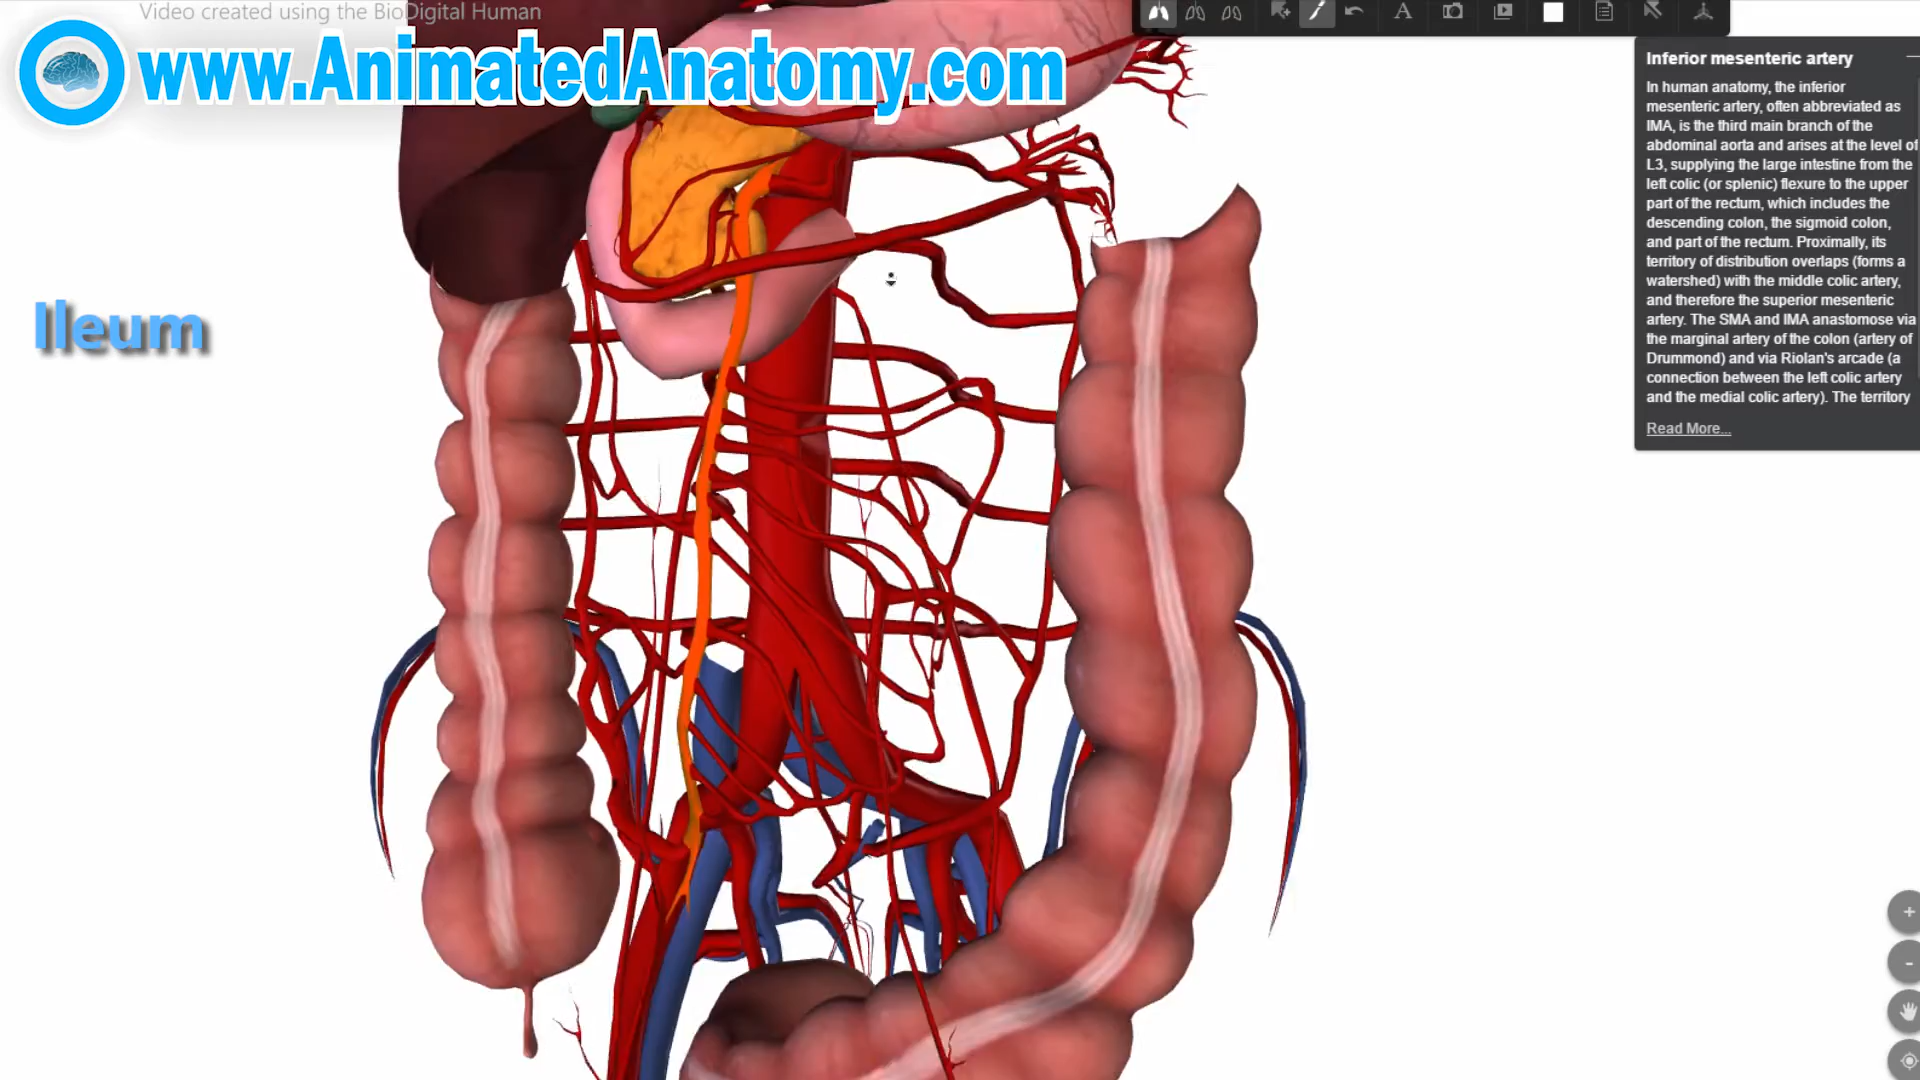 Video created using the BioDigital Human
www.AnimatedAnatomy.com
Ileum
A
Inferior mesenteric artery
In human anatomy, the inferior
mesenteric artery, often abbreviated as
IMA, is the third main branch of the
abdominal aorta and arises at the level of
L3, supplying the large intestine from the
left colic (or splenic) flexure to the upper
part of the rectum, which includes the
descending colon, the sigmoid colon,
and part of the rectum. Proximally, its
territory of distribution overlaps (forms a
watershed) with the middle colic artery,
and therefore the superior mesenteric
artery. The SMA and IMA anastomose via
the marginal artery of the colon (artery of
Drummond) and via Riolan's arcade (a
connection between the left colic artery
and the medial colic artery). The territory
Read More...